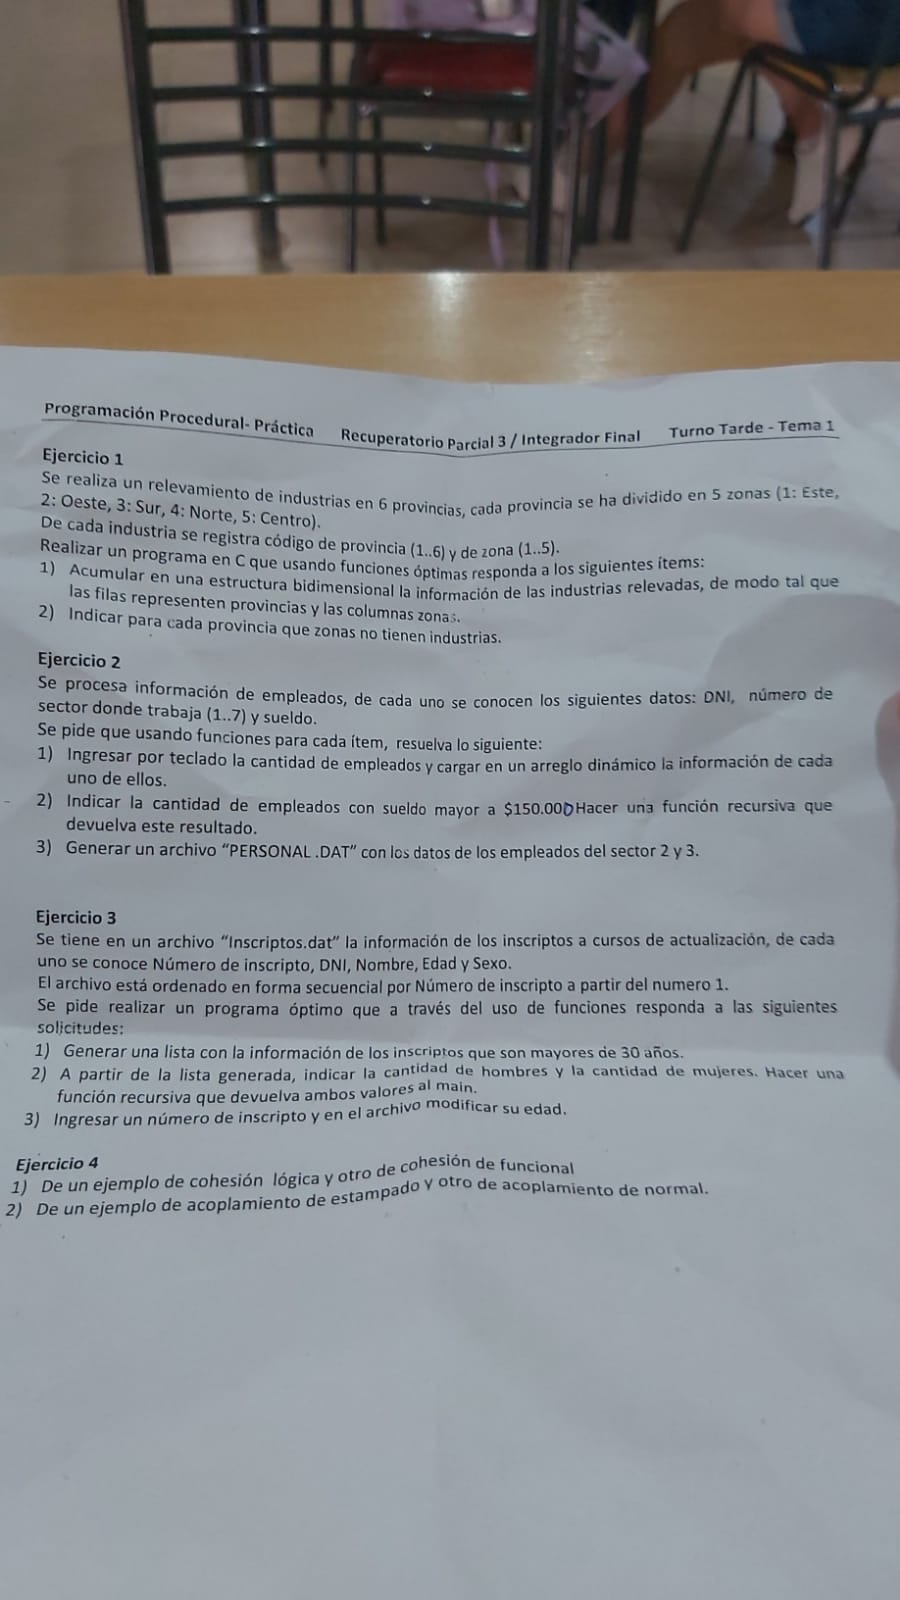 Programación Procedural- Práctica Recuperatorio Parcial 3 / Integrador Final Turno Tarde - Tema 1
Ejercicio 1
Se realiza un relevamiento de industrias en 6 provincias, cada provincia se ha dividido en 5 zonas (1: Este,
2: Oeste, 3: Sur, 4: Norte, 5: Centro).
De cada industria se registra código de provincia (1..6) y de zona (1..5).
Realizar un programa en C que usando funciones óptimas responda a los siguientes ítems:
1) Acumular en una estructura bidimensional la información de las industrias relevadas, de modo tal que
las filas representen provincias y las columnas zonas.
2) Indicar para cada provincia que zonas no tienen industrias.
Ejercicio 2
Se procesa información de empleados, de cada uno se conocen los siguientes datos: DNI, número de
sector donde trabaja (1..7) y sueldo.
Se pide que usando funciones para cada ítem, resuelva lo siguiente:
1) Ingresar por teclado la cantidad de empleados y cargar en un arreglo dinámico la información de cada
uno de ellos.
2) Indicar la cantidad de empleados con sueldo mayor a $150.000 Hacer una función recursiva que
devuelva este resultado.
3) Generar un archivo “PERSONAL .DAT” con los datos de los empleados del sector 2 y 3.
Ejercicio 3
Se tiene en un archivo “Inscriptos.dat” la información de los inscriptos a cursos de actualización, de cada
uno se conoce Número de inscripto, DNI, Nombre, Edad y Sexo.
El archivo está ordenado en forma secuencial por Número de inscripto a partir del numero 1.
Se pide realizar un programa óptimo que a través del uso de funciones responda a las siguientes
solicitudes:
1) Generar una lista con la información de los inscriptos que son mayores de 30 años.
2) A partir de la lista generada, indicar la cantidad de hombres y la cantidad de mujeres. Hacer una
función recursiva que devuelva ambos valores al main.
3) Ingresar un número de inscripto y en el archivo modificar su edad.
Ejercicio 4
1) De un ejemplo de cohesión lógica y otro de cohesión de funcional
2) De un ejemplo de acoplamiento de estampado y otro de acoplamiento de normal.